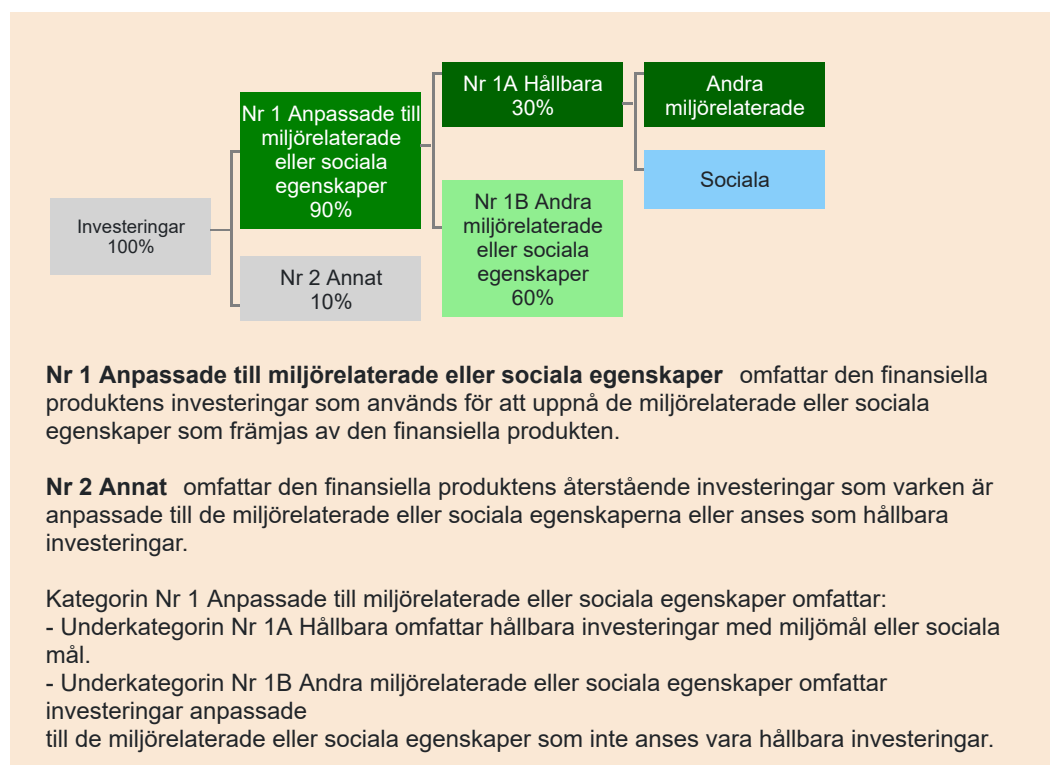 Investeringar
100%
Nr 1 Anpassade till
miljörelaterade
eller sociala
egenskaper
90%
Nr 2 Annat
10%
Nr 1A Hållbara
30%
Nr 1B Andra
miljörelaterade
eller sociala
egenskaper
60%
Andra
miljörelaterade
Sociala
Nr 1 Anpassade till miljörelaterade eller sociala egenskaper omfattar den finansiella
produktens investeringar som används för att uppnå de miljörelaterade eller sociala
egenskaper som främjas av den finansiella produkten.
Nr 2 Annat omfattar den finansiella produktens återstående investeringar som varken är
anpassade till de miljörelaterade eller sociala egenskaperna eller anses som hållbara
investeringar.
Kategorin Nr 1 Anpassade till miljörelaterade eller sociala egenskaper omfattar:
- Underkategorin Nr 1A Hållbara omfattar hållbara investeringar med miljömål eller sociala
mål.
- Underkategorin Nr 1B Andra miljörelaterade eller sociala egenskaper omfattar
investeringar anpassade
till de miljörelaterade eller sociala egenskaper som inte anses vara hållbara investeringar.